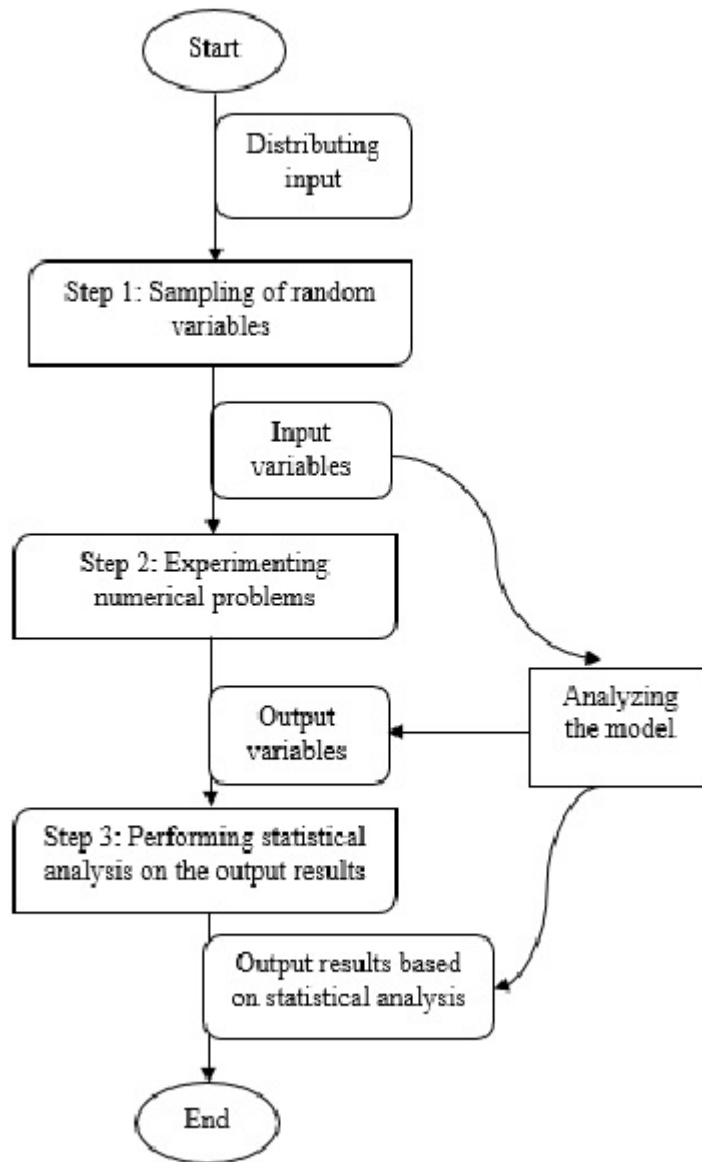 Start
Distributing
input
Step 1: Sampling of random
variables
Input
variables
Step 2: Experimenting
numerical problems
Analyzing
the model
Output
variables
Step 3: Performing statistical
analysis on the output results
Output results based
on statistical analysis
End